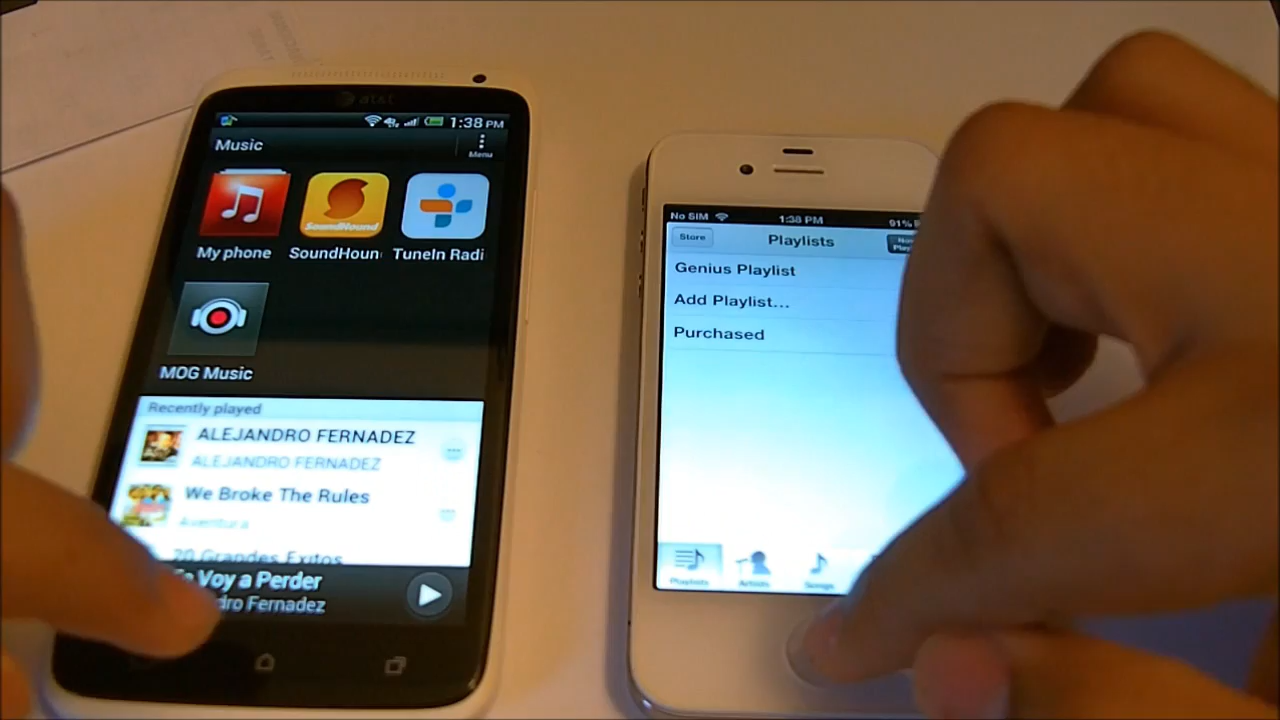 at&t
1:38 PM
Music
Menu
SoundHound
My phone
SoundHoun
TuneIn Radi
MOG Music
Recently played
ALEJANDRO FERNADEZ
ALEJANDRO FERNADEZ
We Broke The Rules
Aventura
20 Grandes Exitos
Voy a Perder
dro Fernadez
No SIM
1:38 PM
91%
Store
Playlists
Genius Playlist
Add Playlist...
Purchased
Playlists
Artists
Songs